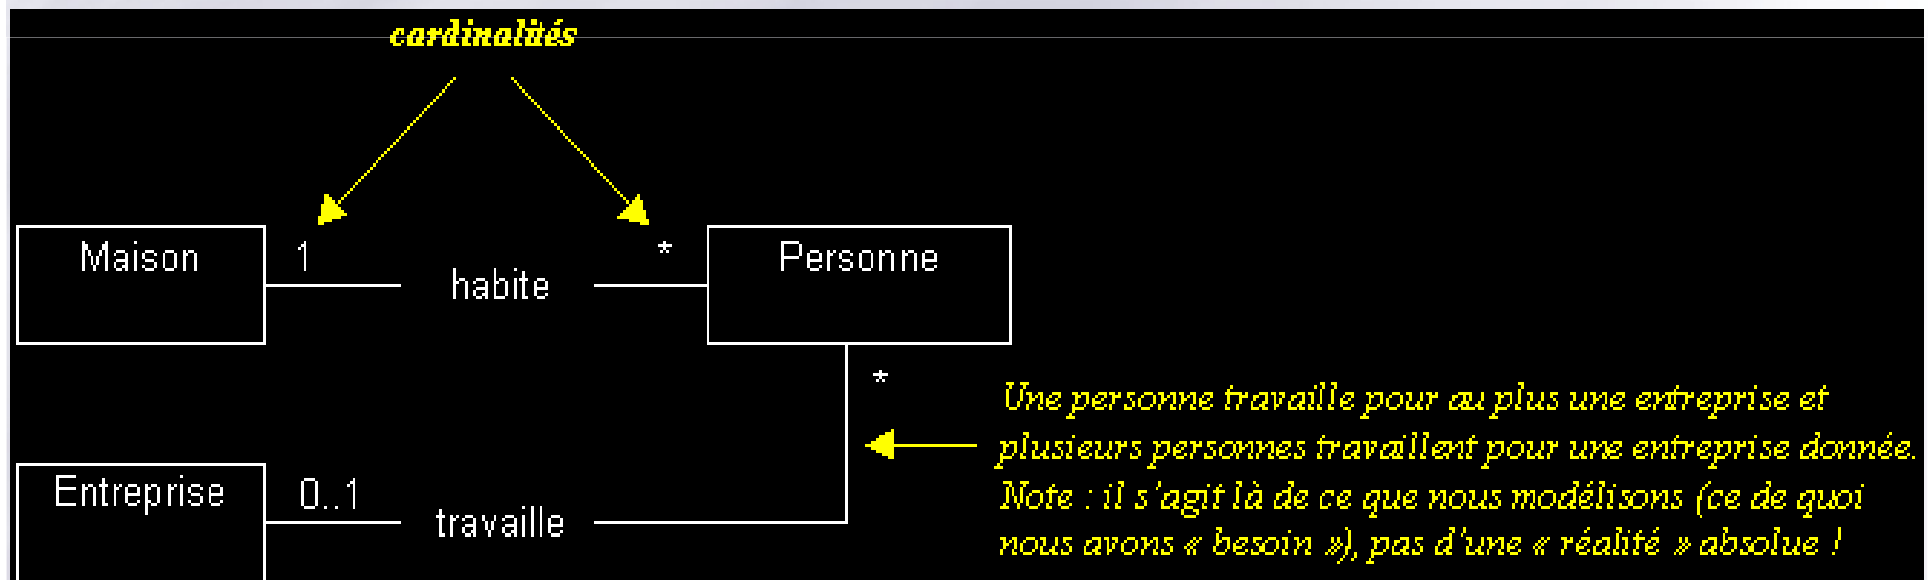 cardinalités
Maison
1
habite
*
Personne
*
Une personne travaille pour au plus une entreprise et
plusieurs personnes travaillent pour une entreprise donnée.
Note : il s'agit là de ce que nous modélisons (ce de quoi
nous avons « besoin »), pas d'une « réalité » absolue !
Entreprise
0..1
travaille